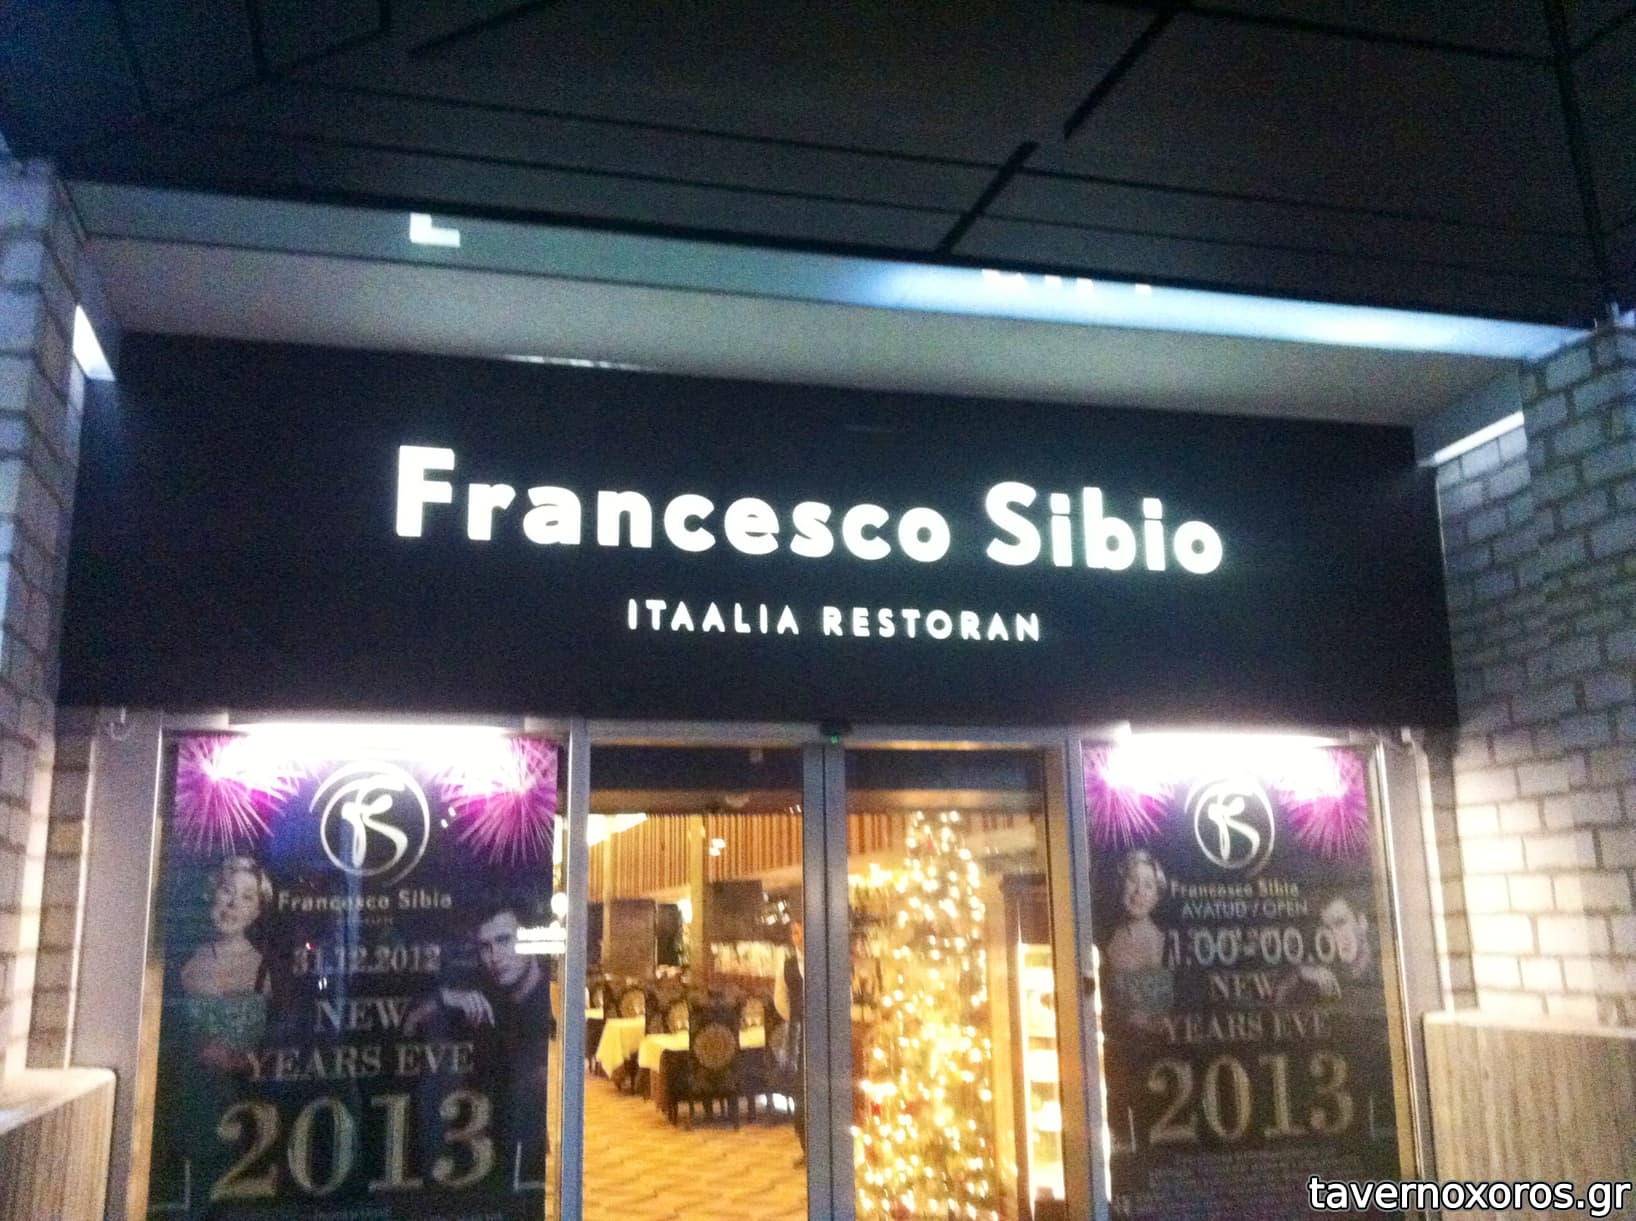 Francesco Sibio
ITAALIA RESTORAN
Francesco Sibio
31.12.2012
NEW
YEARS EVE
2013
Francesco Sibio
AVATUD / OPEN
NEW
YEARS EVE
2013
tavernoxoros.gr